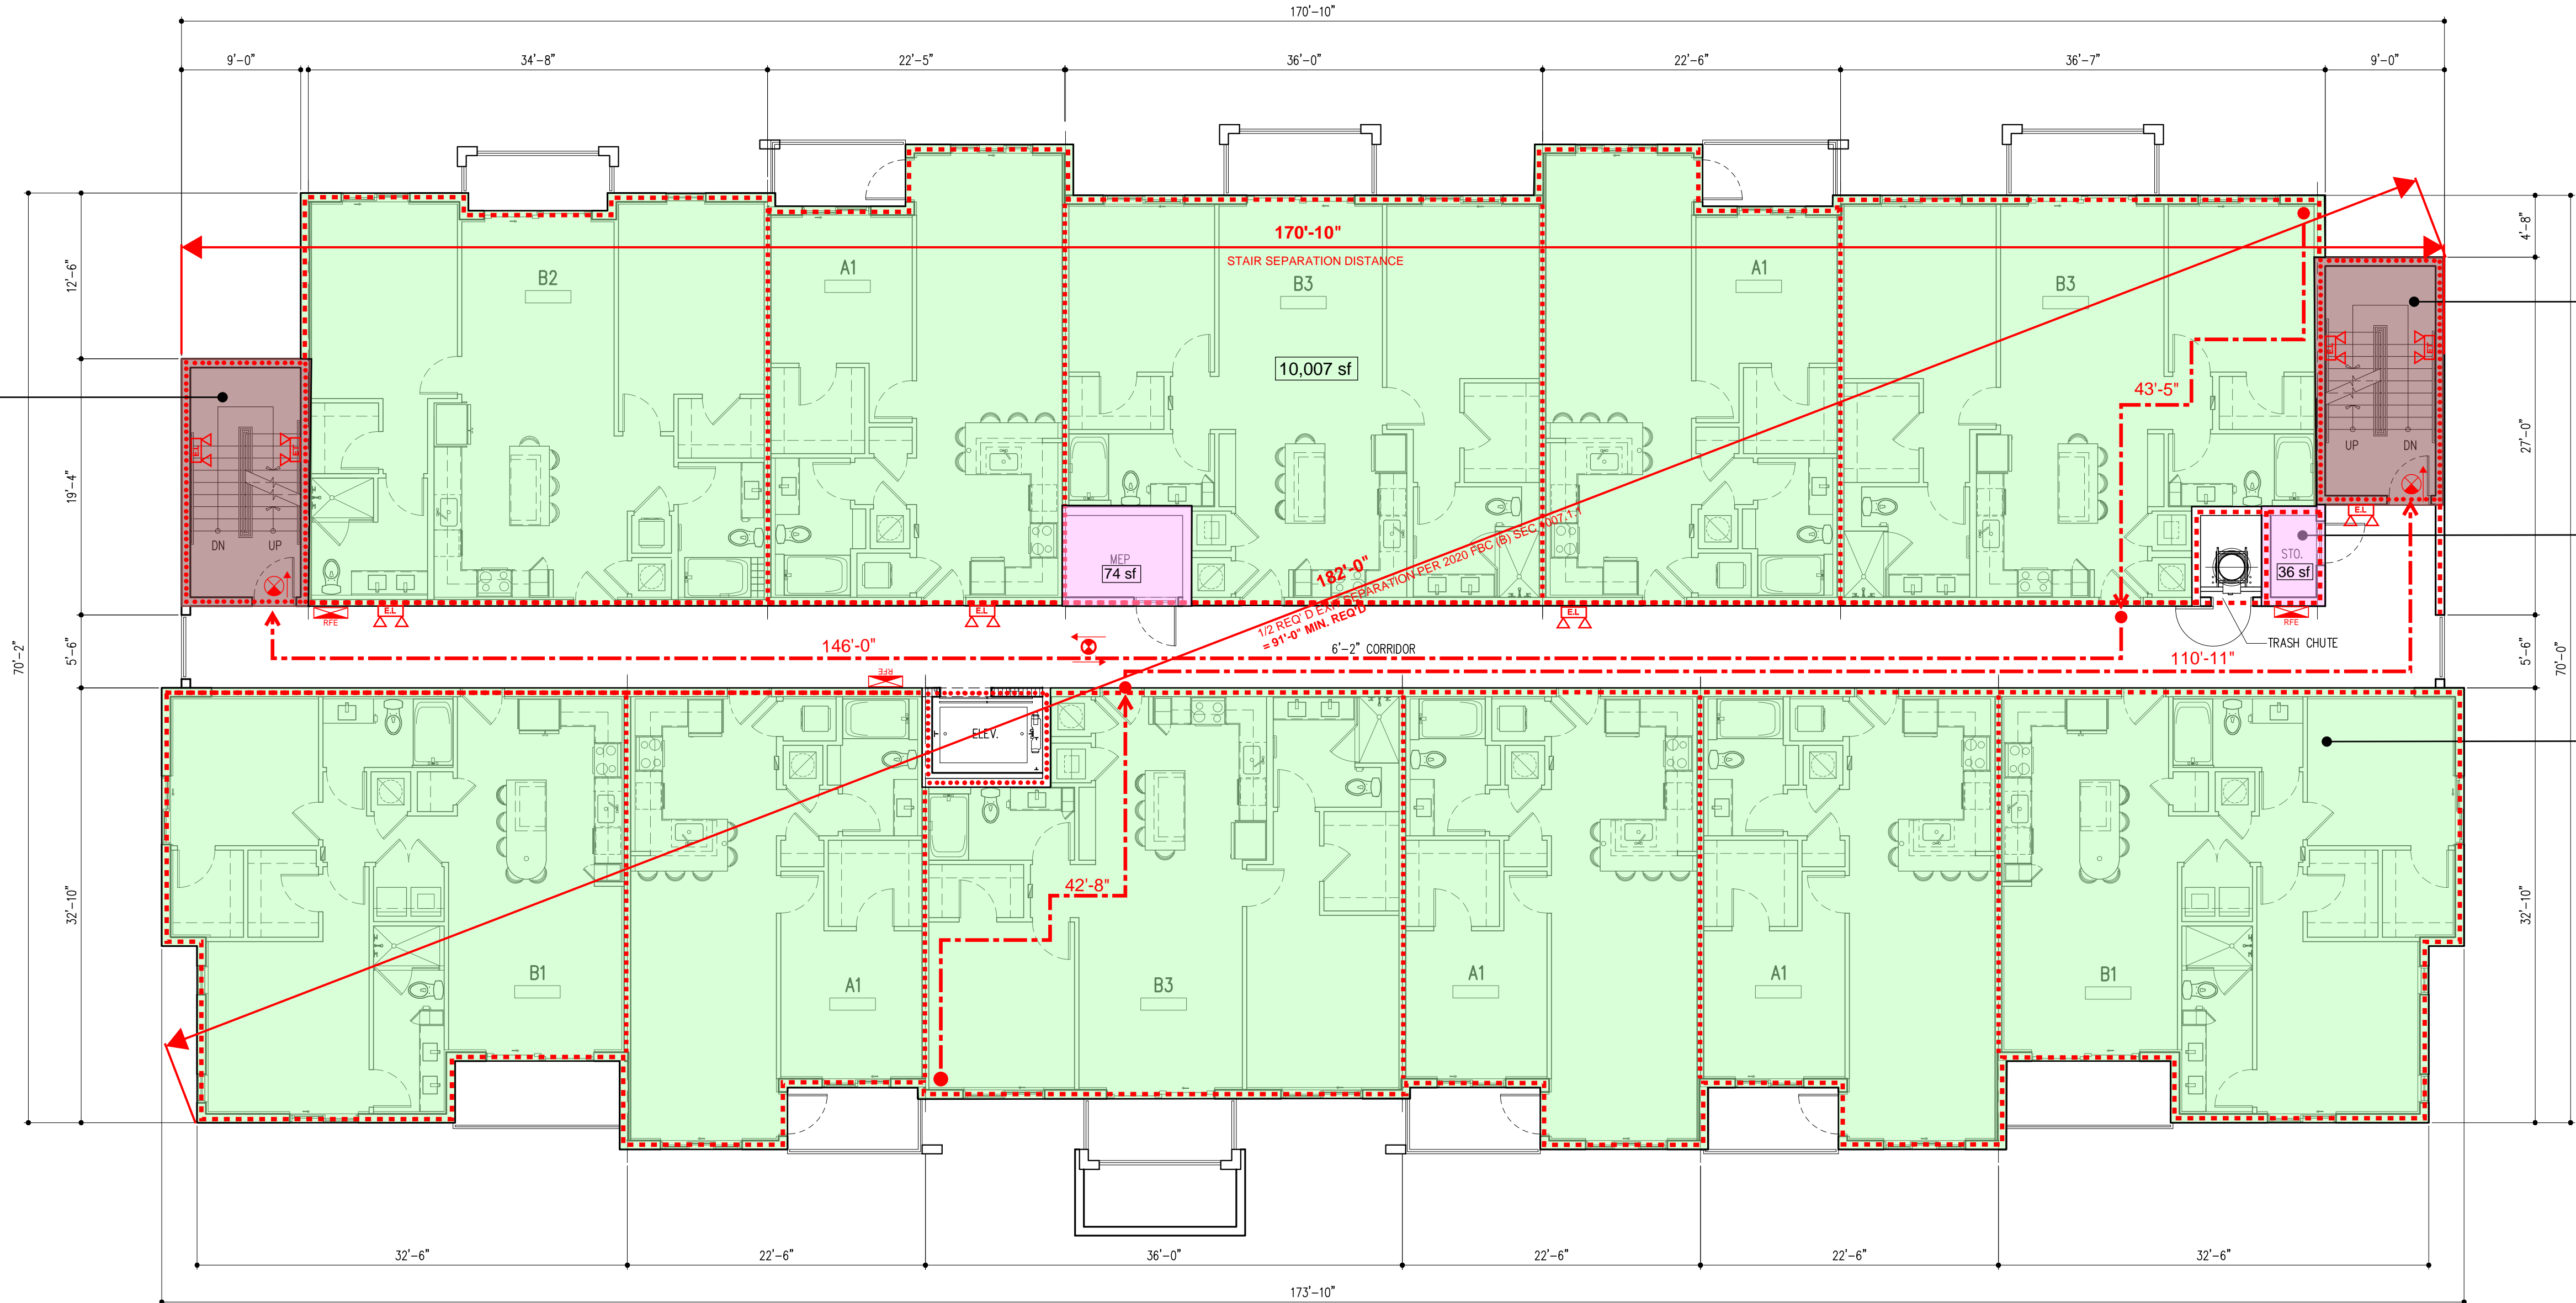 170'-10"
9'-0"
34'-8"
22'-5"
36'-0"
22'-6"
36'-7"
9'-0"
12'-6"
19'-4"
5'-6"
70'-2"
32'-10"
4'-8"
27'-0"
5'-6"
70'-0"
32'-10"
170'-10"
STAIR SEPARATION DISTANCE
B2
A1
B3
A1
B3
10,007 sf
43'-5"
E.L
E.L
E.L
E.L
DN
UP
UP
DN
MEP
74 sf
STO.
36 sf
E.L
RFE
E.L
E.L
E.L
RFE
TRASH CHUTE
182'-0"
1/2 REQ'D EXIT SEPARATION PER 2020 FBC (B) SEC 1007.1.1
= 91'-0" MIN. REQ'D
146'-0"
6'-2" CORRIDOR
110'-11"
RFE
ELEV.
42'-8"
B1
A1
B3
A1
A1
B1
32'-6"
22'-6"
36'-0"
22'-6"
22'-6"
32'-6"
173'-10"